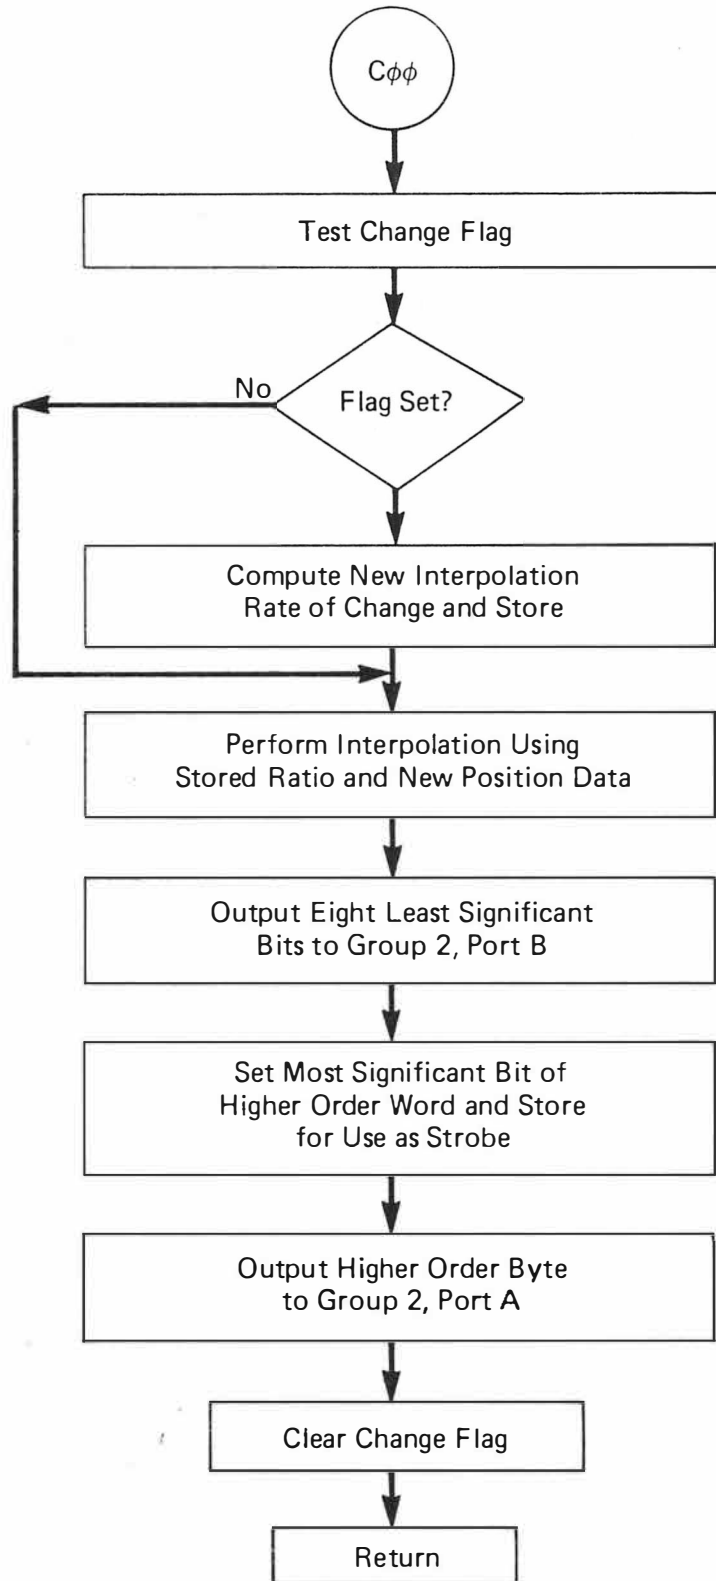 Cϕϕ
Test Change Flag
No
Flag Set?
Compute New Interpolation
Rate of Change and Store
Perform Interpolation Using
Stored Ratio and New Position Data
Output Eight Least Significant
Bits to Group 2, Port B
Set Most Significant Bit of
Higher Order Word and Store
for Use as Strobe
Output Higher Order Byte
to Group 2, Port A
Clear Change Flag
Return